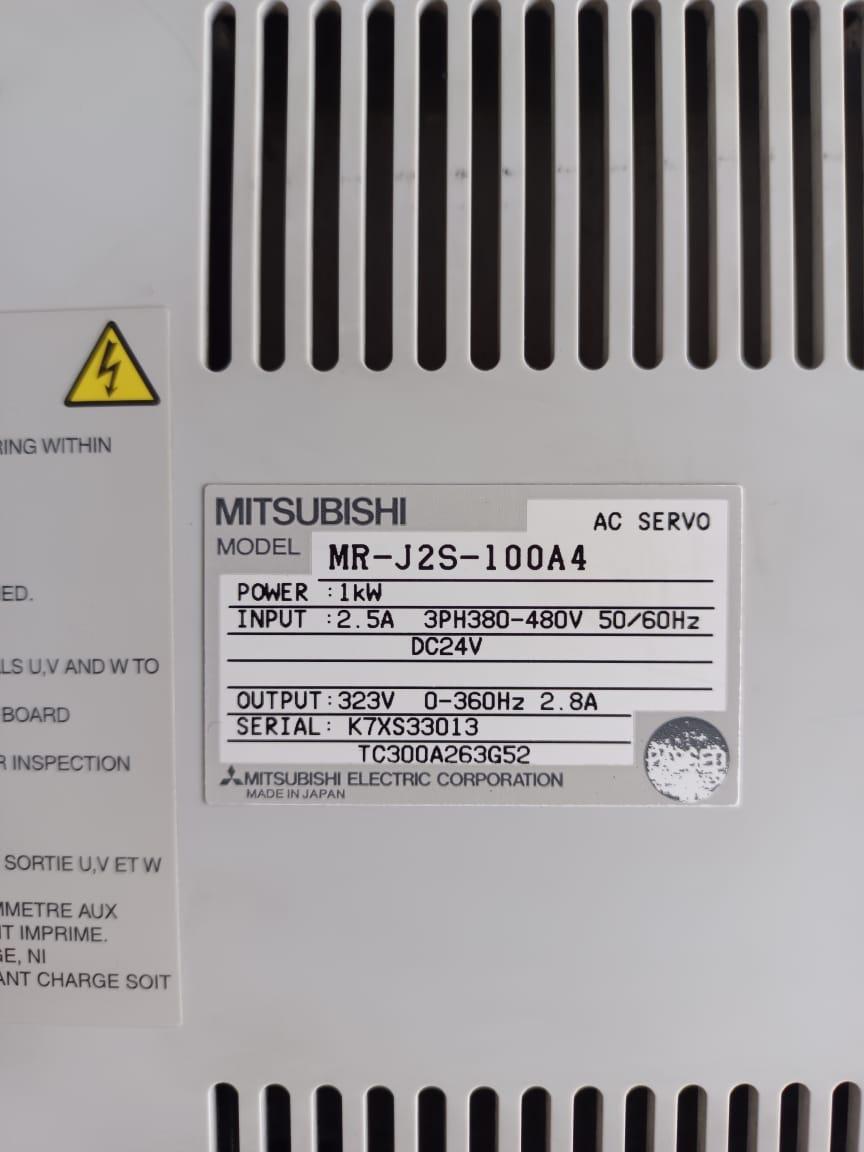 RING WITHIN
ED.
LS U,V AND W TO
BOARD
R INSPECTION
SORTIE U,V ET W
MMETRE AUX
T IMPRIME.
GE, NI
ANT CHARGE SOIT
MITSUBISHI
AC SERVO
MODEL MR-J2S-100A4
POWER :1kW
INPUT :2.5A 3PH380-480V 50/60Hz
DC24V
OUTPUT:323V 0-360Hz 2.8A
SERIAL: K7XS33013
TC300A263G52
MITSUBISHI ELECTRIC CORPORATION
MADE IN JAPAN